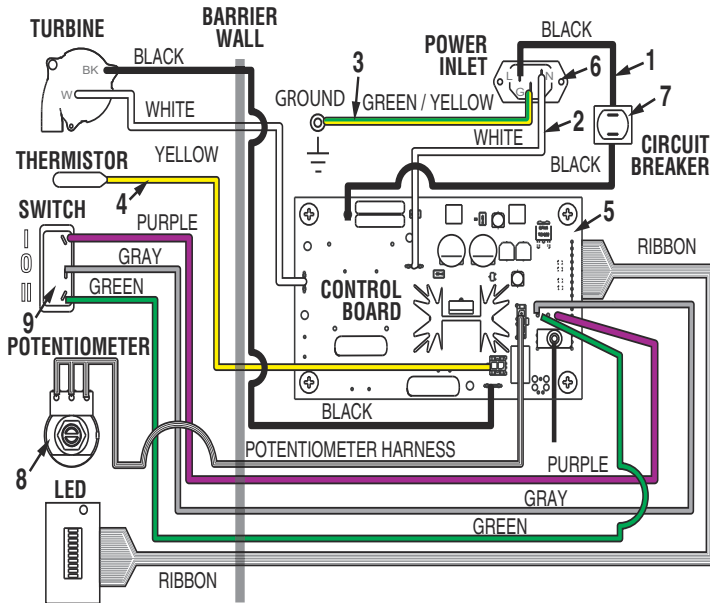 TURBINE
BARRIER
WALL
BLACK
BK
W
WHITE
POWER
INLET
BLACK
L
N
G
6
1
3
7
GROUND
GREEN / YELLOW
2
WHITE
CIRCUIT
BREAKER
BLACK
THERMISTOR
YELLOW
4
SWITCH
PURPLE
5
I
O
II
GRAY
RIBBON
GREEN
CONTROL
BOARD
9
POTENTIOMETER
BLACK
8
POTENTIOMETER HARNESS
PURPLE
LED
GRAY
GREEN
RIBBON